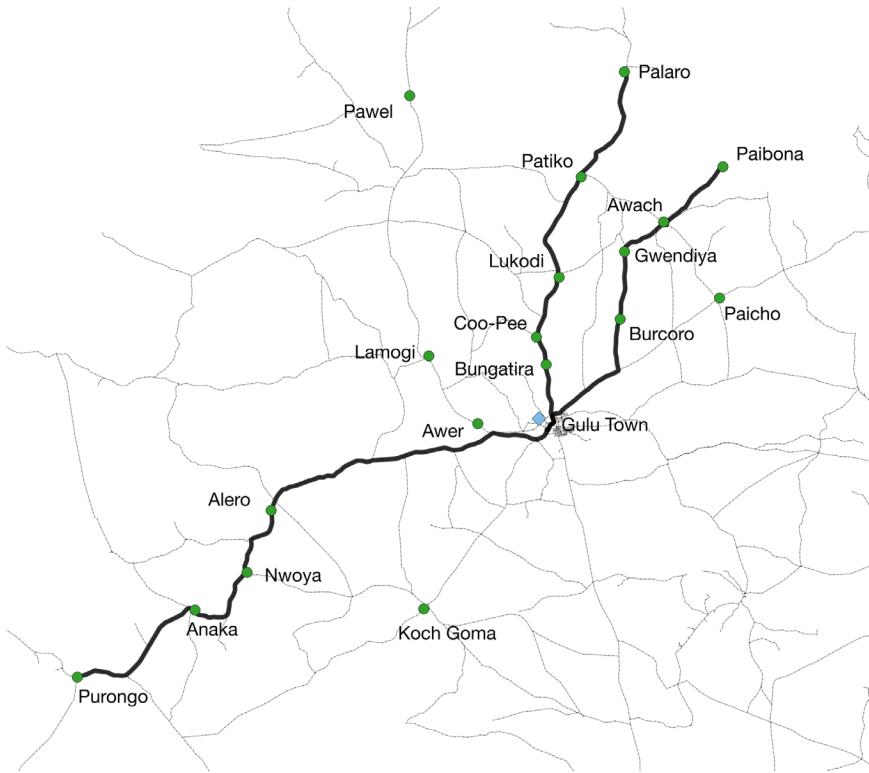 Palaro
Pawel
Paibona
Patiko
Awach
Gwendiya
Lukodi
Paicho
Coo-Pee
Burcoro
Lamogi
Bungatira
Gulu Town
Awer
Alero
Nwoya
Anaka
Koch Goma
Purongo